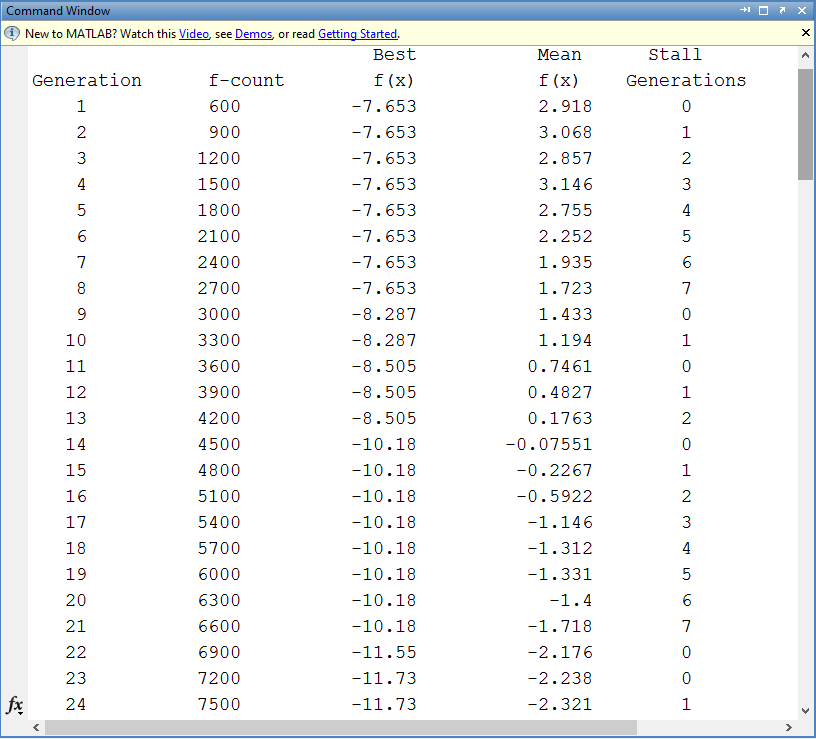 Command Window
New to MATLAB? Watch this Video, see Demos, or read Getting Started.
Best Mean Stall
Generation f-count f(x) f(x) Generations
1 600 -7.653 2.918 0
2 900 -7.653 3.068 1
3 1200 -7.653 2.857 2
4 1500 -7.653 3.146 3
5 1800 -7.653 2.755 4
6 2100 -7.653 2.252 5
7 2400 -7.653 1.935 6
8 2700 -7.653 1.723 7
9 3000 -8.287 1.433 0
10 3300 -8.287 1.194 1
11 3600 -8.505 0.7461 0
12 3900 -8.505 0.4827 1
13 4200 -8.505 0.1763 2
14 4500 -10.18 -0.07551 0
15 4800 -10.18 -0.2267 1
16 5100 -10.18 -0.5922 2
17 5400 -10.18 -1.146 3
18 5700 -10.18 -1.312 4
19 6000 -10.18 -1.331 5
20 6300 -10.18 -1.4 6
21 6600 -10.18 -1.718 7
22 6900 -11.55 -2.176 0
23 7200 -11.73 -2.238 0
fx 24 7500 -11.73 -2.321 1